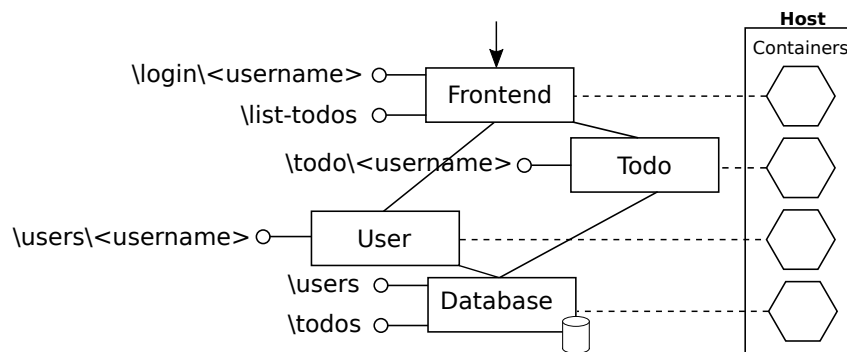 Host
Containers
\login\<username>
Frontend
\list-todos
\todo\<username>
Todo
\users\<username>
User
\users
Database
\todos